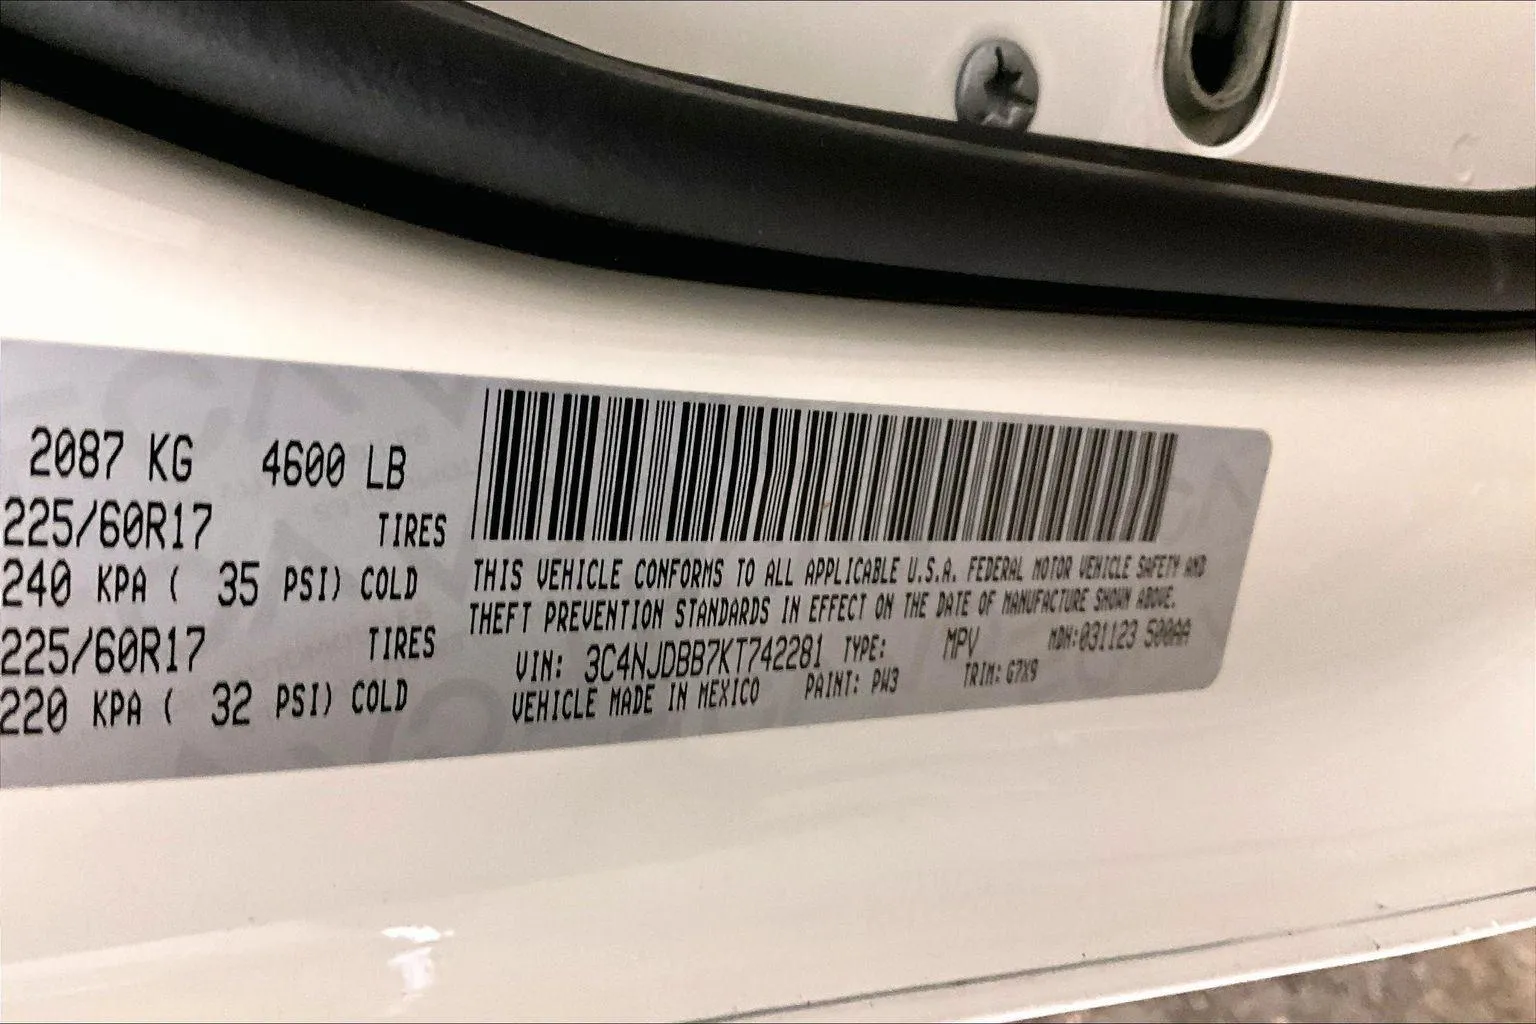 2087 KG 4600 LB
225/60R17 TIRES
240 KPA ( 35 PSI) COLD
225/60R17 TIRES
220 KPA ( 32 PSI) COLD
THIS VEHICLE CONFORMS TO ALL APPLICABLE U.S.A. FEDERAL MOTOR VEHICLE SAFETY AND
THEFT PREVENTION STANDARDS IN EFFECT ON THE DATE OF MANUFACTURE SHOWN ABOVE.
VIN: 3C4NJDBB7KT742281 TYPE: MPV MDH:031123 500AA
VEHICLE MADE IN MEXICO PAINT: PW3 TRIM: G7X9